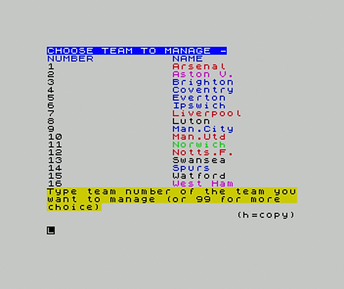 CHOOSE TEAM TO MANAGE -
NUMBER NAME
1 Arsenal
2 Aston V.
3 Brighton
4 Coventry
5 Everton
6 Ipswich
7 Liverpool
8 Luton
9 Man.City
10 Man.Utd
11 Norwich
12 Notts.F.
13 Swansea
14 Spurs
15 Watford
16 West Ham
Type team number of the team you
want to manage (or 99 for more
choice)
(h=copy)
L